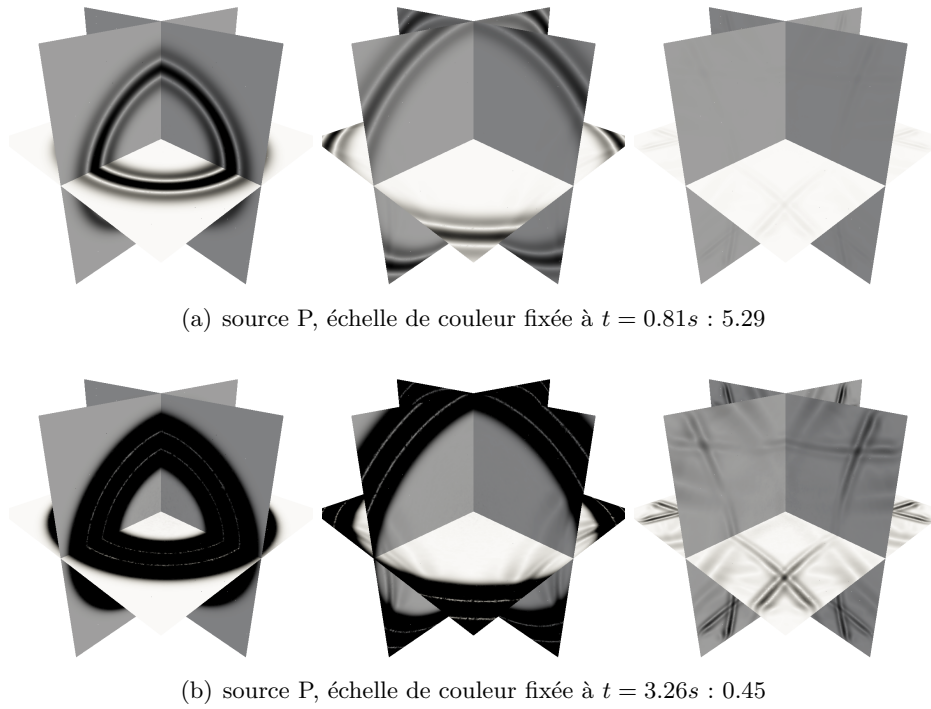 (a) source P, échelle de couleur fixée à t = 0.81s : 5.29
(b) source P, échelle de couleur fixée à t = 3.26s : 0.45